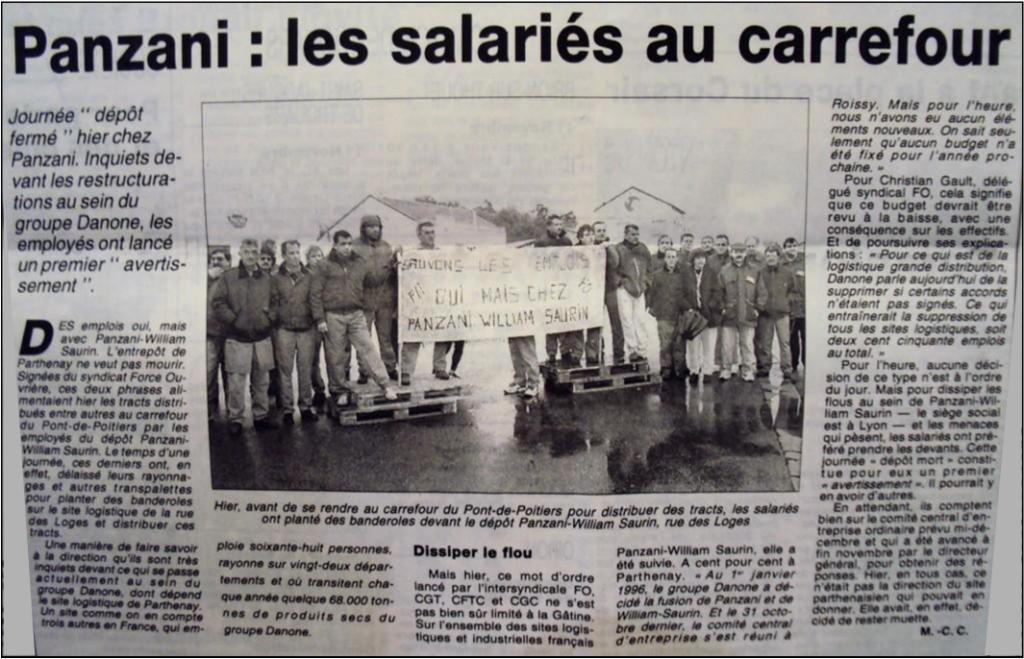 Panzani : les salariés au carrefour
Journée " dépôt
fermé " hier chez
Panzani. Inquiets de-
vant les restructura-
tions au sein du
groupe Danone, les
employés ont lancé
un premier " avertis-
sement ".
DES emplois oui, mais
avec Panzani-William
Saurin. L'entrepôt de
Parthenay ne veut pas mourir.
Signées du syndicat Force Ou-
vrière, ces deux phrases ali-
mentaient hier les tracts distri-
bués entre autres au carrefour
du Pont-de-Poitiers par les
employés du dépôt Panzani-
William Saurin. Le temps d'une
journée, ces derniers ont, en
effet, délaissé leurs rayonna-
ges et autres transpalettes
pour planter des banderoles
sur le site logistique de la rue
des Loges et distribuer ces
tracts.
Une manière de faire savoir
à la direction qu'ils sont très
inquiets devant ce qui se passe
actuellement au sein du
groupe Danone, dont dépend
le site logistique de Parthenay.
Un site comme on en compte
trois autres en France, qui em-
SAUVONS LES EMPLOIS
OUI MAIS CHEZ
PANZANI WILLIAM SAURIN
Hier, avant de se rendre au carrefour du Pont-de-Poitiers pour distribuer des tracts, les salariés
ont planté des banderoles devant le dépôt Panzani-William Saurin, rue des Loges
ploie soixante-huit personnes,
rayonne sur vingt-deux dépar-
tements et où transitent cha-
que année quelque 68.000 ton-
nes de produits secs du
groupe Danone.
Dissiper le flou
Mais hier, ce mot d'ordre
lancé par l'intersyndicale FO,
CGT, CFTC et CGC ne s'est
pas bien sûr limité à la Gâtine.
Sur l'ensemble des sites logis-
tiques et industriels français
Panzani-William Saurin, elle a
été suivie. A cent pour cent à
Parthenay. « Au 1er janvier
1996, le groupe Danone a dé-
cidé la fusion de Panzani et de
William-Saurin. Et le 31 octo-
bre dernier, le comité central
d'entreprise s'est réuni à
Roissy. Mais pour l'heure,
nous n'avons eu aucun élé-
ments nouveaux. On sait seu-
lement qu'aucun budget n'a
été fixé pour l'année pro-
chaine. »
Pour Christian Gault, délé-
gué syndical FO, cela signifie
que ce budget devrait être
revu à la baisse, avec une
conséquence sur les effectifs.
Et de poursuivre ses explica-
tions : « Pour ce qui est de la
logistique grande distribution,
Danone parle aujourd'hui de la
supprimer si certains accords
n'étaient pas signés. Ce qui
entraînerait la suppression de
tous les sites logistiques, soit
deux cent cinquante emplois
au total. »
Pour l'heure, aucune déci-
sion de ce type n'est à l'ordre
du jour. Mais pour dissiper les
flous au sein de Panzani-Wil-
liam Saurin — le siège social
est à Lyon — et les menaces
qui pèsent, les salariés ont pré-
féré prendre les devants. Cette
journée « dépôt mort » consti-
tue pour eux un premier
« avertissement ». Il pourrait y
en avoir d'autres.
En attendant, ils comptent
bien sur le comité central d'en-
treprise ordinaire prévu mi-dé-
cembre et qui a été avancé à
fin novembre par le directeur
général, pour obtenir des ré-
ponses. Hier, en tous cas, ce
n'était pas la direction du site
parthenaisien qui pouvait en
donner. Elle avait, en effet, dé-
cidé de rester muette.
M. -C. C.